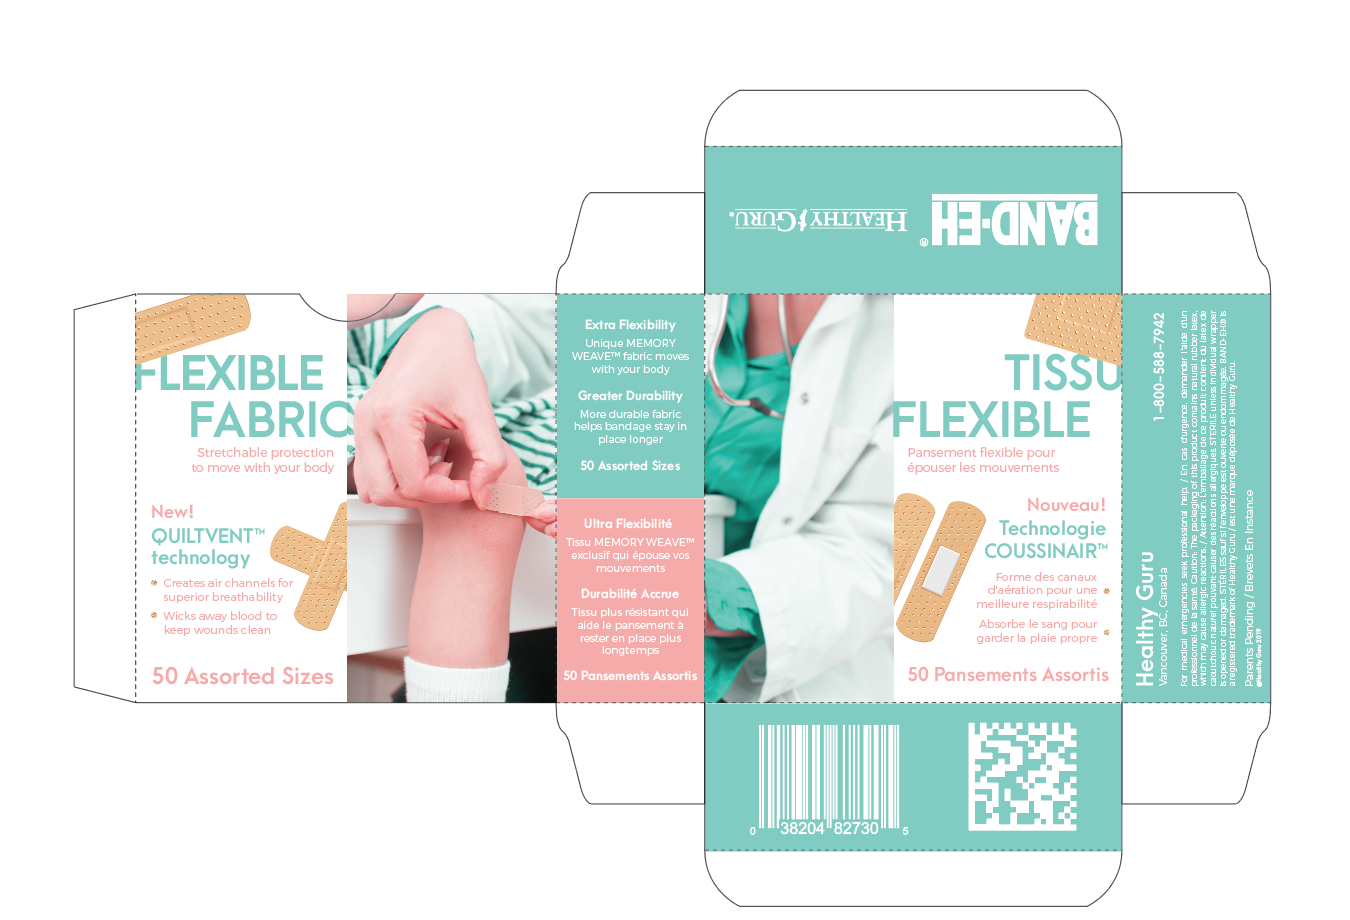 BAND-EH®
HEALTHY GURU®
FLEXIBLE
FABRIC
Stretchable protection
to move with your body
New!
QUILTVENT™
technology
Creates air channels for
superior breathability
Wicks away blood to
keep wounds clean
50 Assorted Sizes
Extra Flexibility
Unique MEMORY
WEAVE™ fabric moves
with your body
Greater Durability
More durable fabric
helps bandage stay in
place longer
50 Assorted Sizes
Ultra Flexibilité
Tissu MEMORY WEAVE™
exclusif qui épouse vos
mouvements
Durabilité Accrue
Tissu plus résistant qui
aide le pansement à
rester en place plus
longtemps
50 Pansements Assortis
TISSU
FLEXIBLE
Pansement flexible pour
épouser les mouvements
Nouveau!
Technologie
COUSSINAIR™
Forme des canaux
d'aération pour une
meilleure respirabilité
Absorbe le sang pour
garder la plaie propre
50 Pansements Assortis
Healthy Guru
1-800-588-7942
Vancouver, BC, Canada
For medical emergencies seek professional help. / En cas d'urgence, demander l'aide d'un
professionnel de la santé. Caution: The packaging of this product contains natural rubber latex,
which may cause allergic reactions. / Attention: L'emballage de ce produit contient du latex de
caoutchouc naturel pouvant causer des réactions allergiques. STERILE unless individual wrapper
is opened or damaged. STÉRILES sauf si l'enveloppe est ouverte ou endommagée. BAND-EH® is
a registered trademark of Healthy Guru / est une marque déposée de Healthy Guru.
Parents Pending / Brevets En Instance
©Healthy Guru 2019
0 38204 82730 5